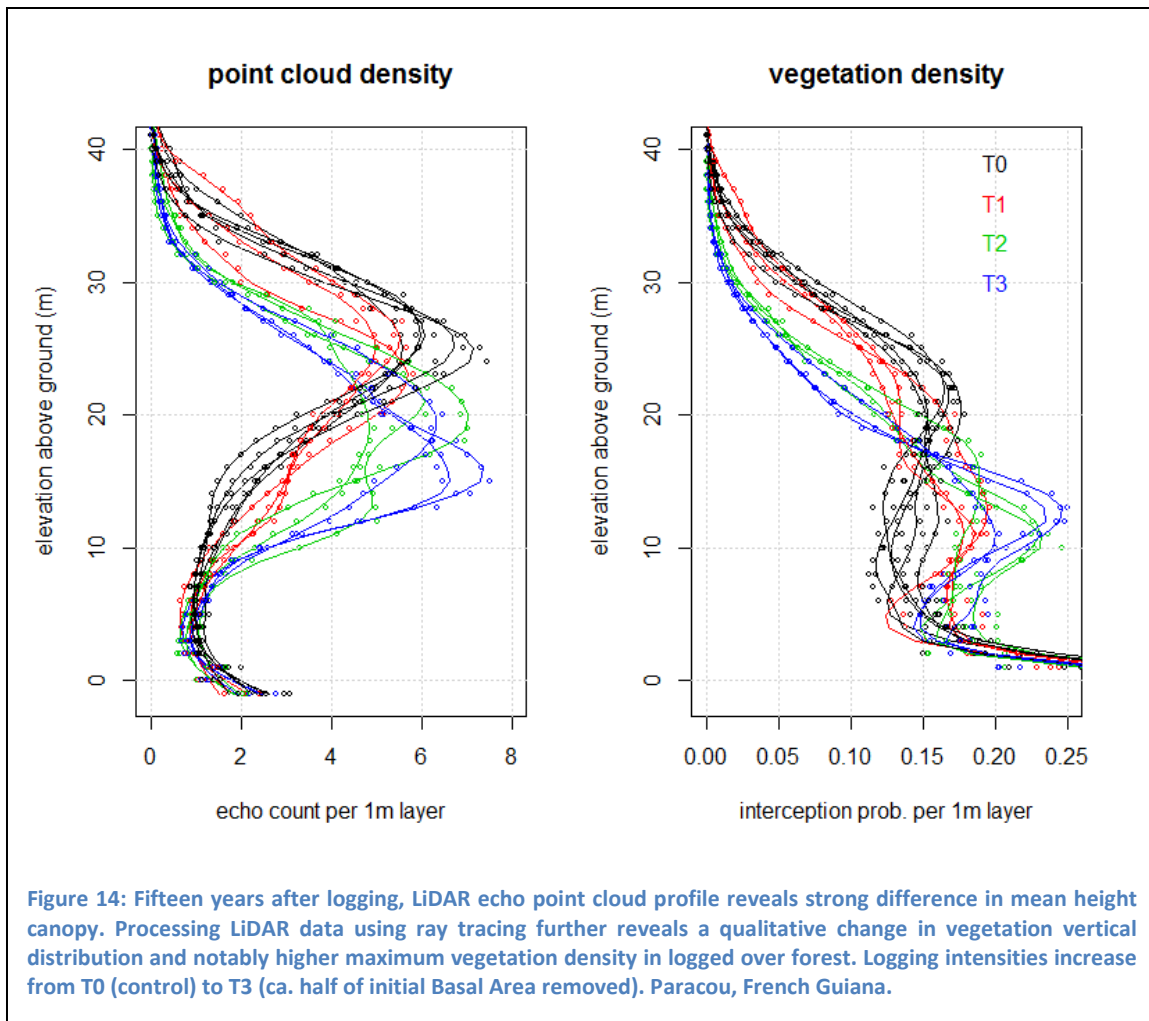 point cloud density
vegetation density
elevation above ground (m)
40
30
20
10
0
0 2 4 6 8
echo count per 1m layer
elevation above ground (m)
40
30
20
10
0
T0
T1
T2
T3
0.00 0.05 0.10 0.15 0.20 0.25
interception prob. per 1m layer
Figure 14: Fifteen years after logging, LiDAR echo point cloud profile reveals strong difference in mean height
canopy. Processing LiDAR data using ray tracing further reveals a qualitative change in vegetation vertical
distribution and notably higher maximum vegetation density in logged over forest. Logging intensities increase
from T0 (control) to T3 (ca. half of initial Basal Area removed). Paracou, French Guiana.